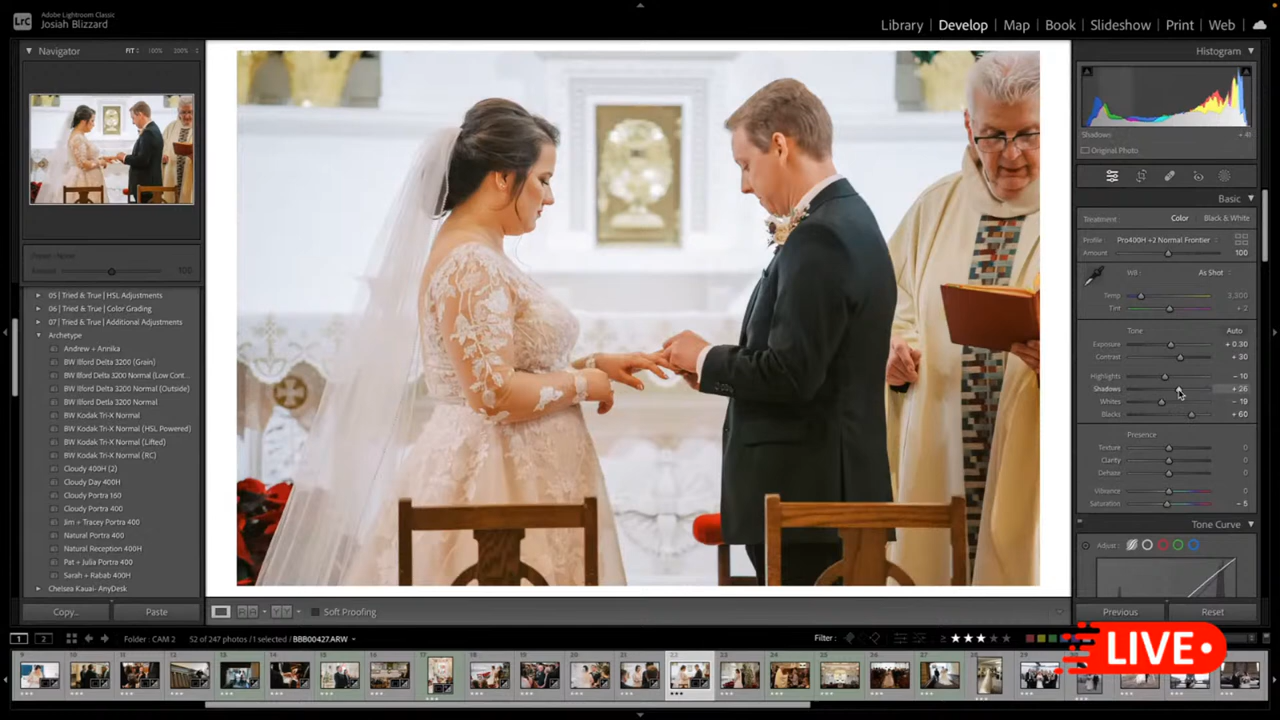 LrC
Adobe Lightroom Classic
Josiah Blizzard
Library | Develop | Map | Book | Slideshow | Print | Web
Navigator
FIT
100%
200%
100
05 | Tried & True | HSL Adjustments
06 | Tried & True | Color Grading
07 | Tried & True | Additional Adjustments
Archetype
Andrew + Annika
BW Ilford Delta 3200 (Grain)
BW Ilford Delta 3200 Normal (Low Cont...
BW Ilford Delta 3200 Normal (Outside)
BW Ilford Delta 3200 Normal
BW Kodak Tri-X Normal
BW Kodak Tri-X Normal (HSL Powered)
BW Kodak Tri-X Normal (Lifted)
BW Kodak Tri-X Normal (RC)
Cloudy 400H (2)
Cloudy Day 400H
Cloudy Portra 160
Cloudy Portra 400
Jim + Tracey Portra 400
Natural Portra 400
Natural Reception 400H
Pat + Julia Portra 400
Sarah + Rabab 400H
Chelsea Kauai- AnyDesk
Copy...
Paste
Soft Proofing
Histogram
Shadows
Original Photo
Basic
Treatment: Color Black & White
Profile: Pro400H +2 Normal Frontier
Amount 100
WB: As Shot
Temp 3,300
Tint + 2
Tone Auto
Exposure + 0.30
Contrast + 30
Highlights - 10
Shadows + 26
Whites - 19
Blacks + 60
Presence
Texture 0
Clarity 0
Dehaze 0
Vibrance 0
Saturation - 5
Tone Curve
Adjust:
Previous
Reset
1 2
Folder: CAM 2
52 of 247 photos / 1 selected / BBB00427.ARW
Filter:
LIVE